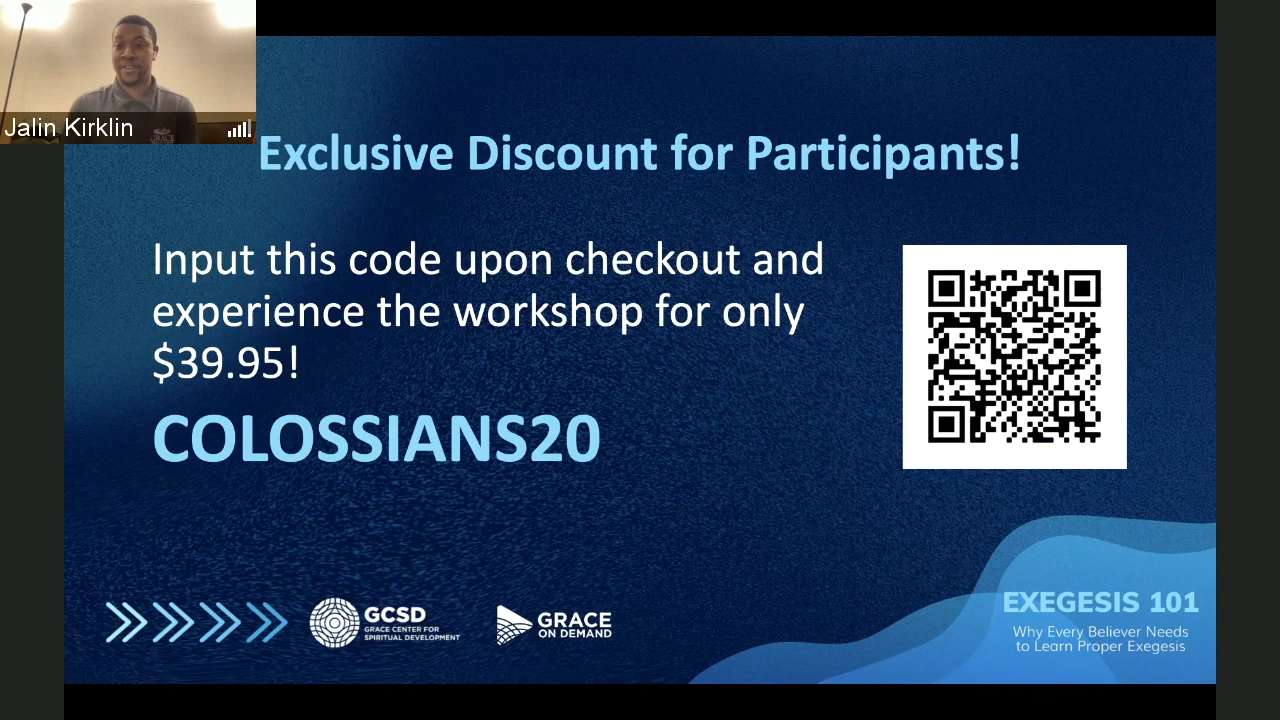 Jalin Kirklin
GRACE
Exclusive Discount for Participants!
Input this code upon checkout and
experience the workshop for only
$39.95!
COLOSSIANS20
GCSD
GRACE CENTER FOR
SPIRITUAL DEVELOPMENT
GRACE
ON DEMAND
EXEGESIS 101
Why Every Believer Needs
to Learn Proper Exegesis